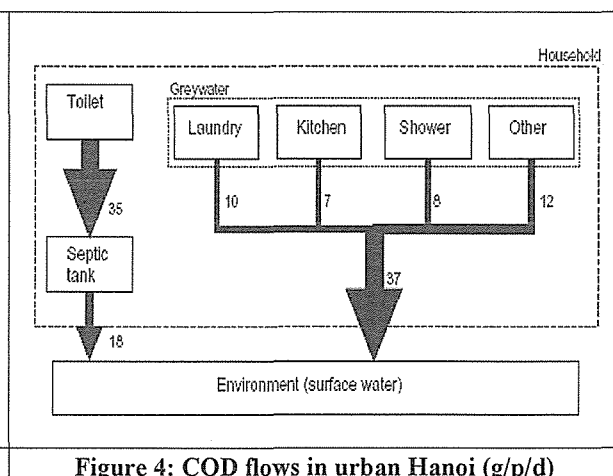 Household
Greywater
Toilet
Laundry
Kitchen
Shower
Other
10
7
8
12
35
Septic
tank
37
18
Environment (surface water)
Figure 4: COD flows in urban Hanoi (g/p/d)